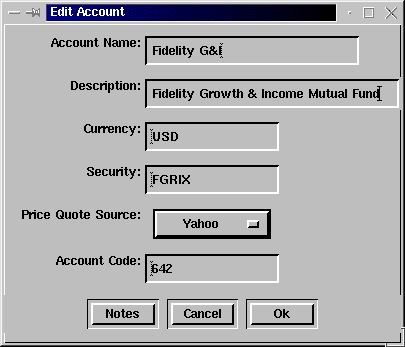 Edit Account
Account Name: Fidelity G&I
Description: Fidelity Growth & Income Mutual Fund
Currency: USD
Security: FGRIX
Price Quote Source: Yahoo
Account Code: 642
Notes Cancel Ok